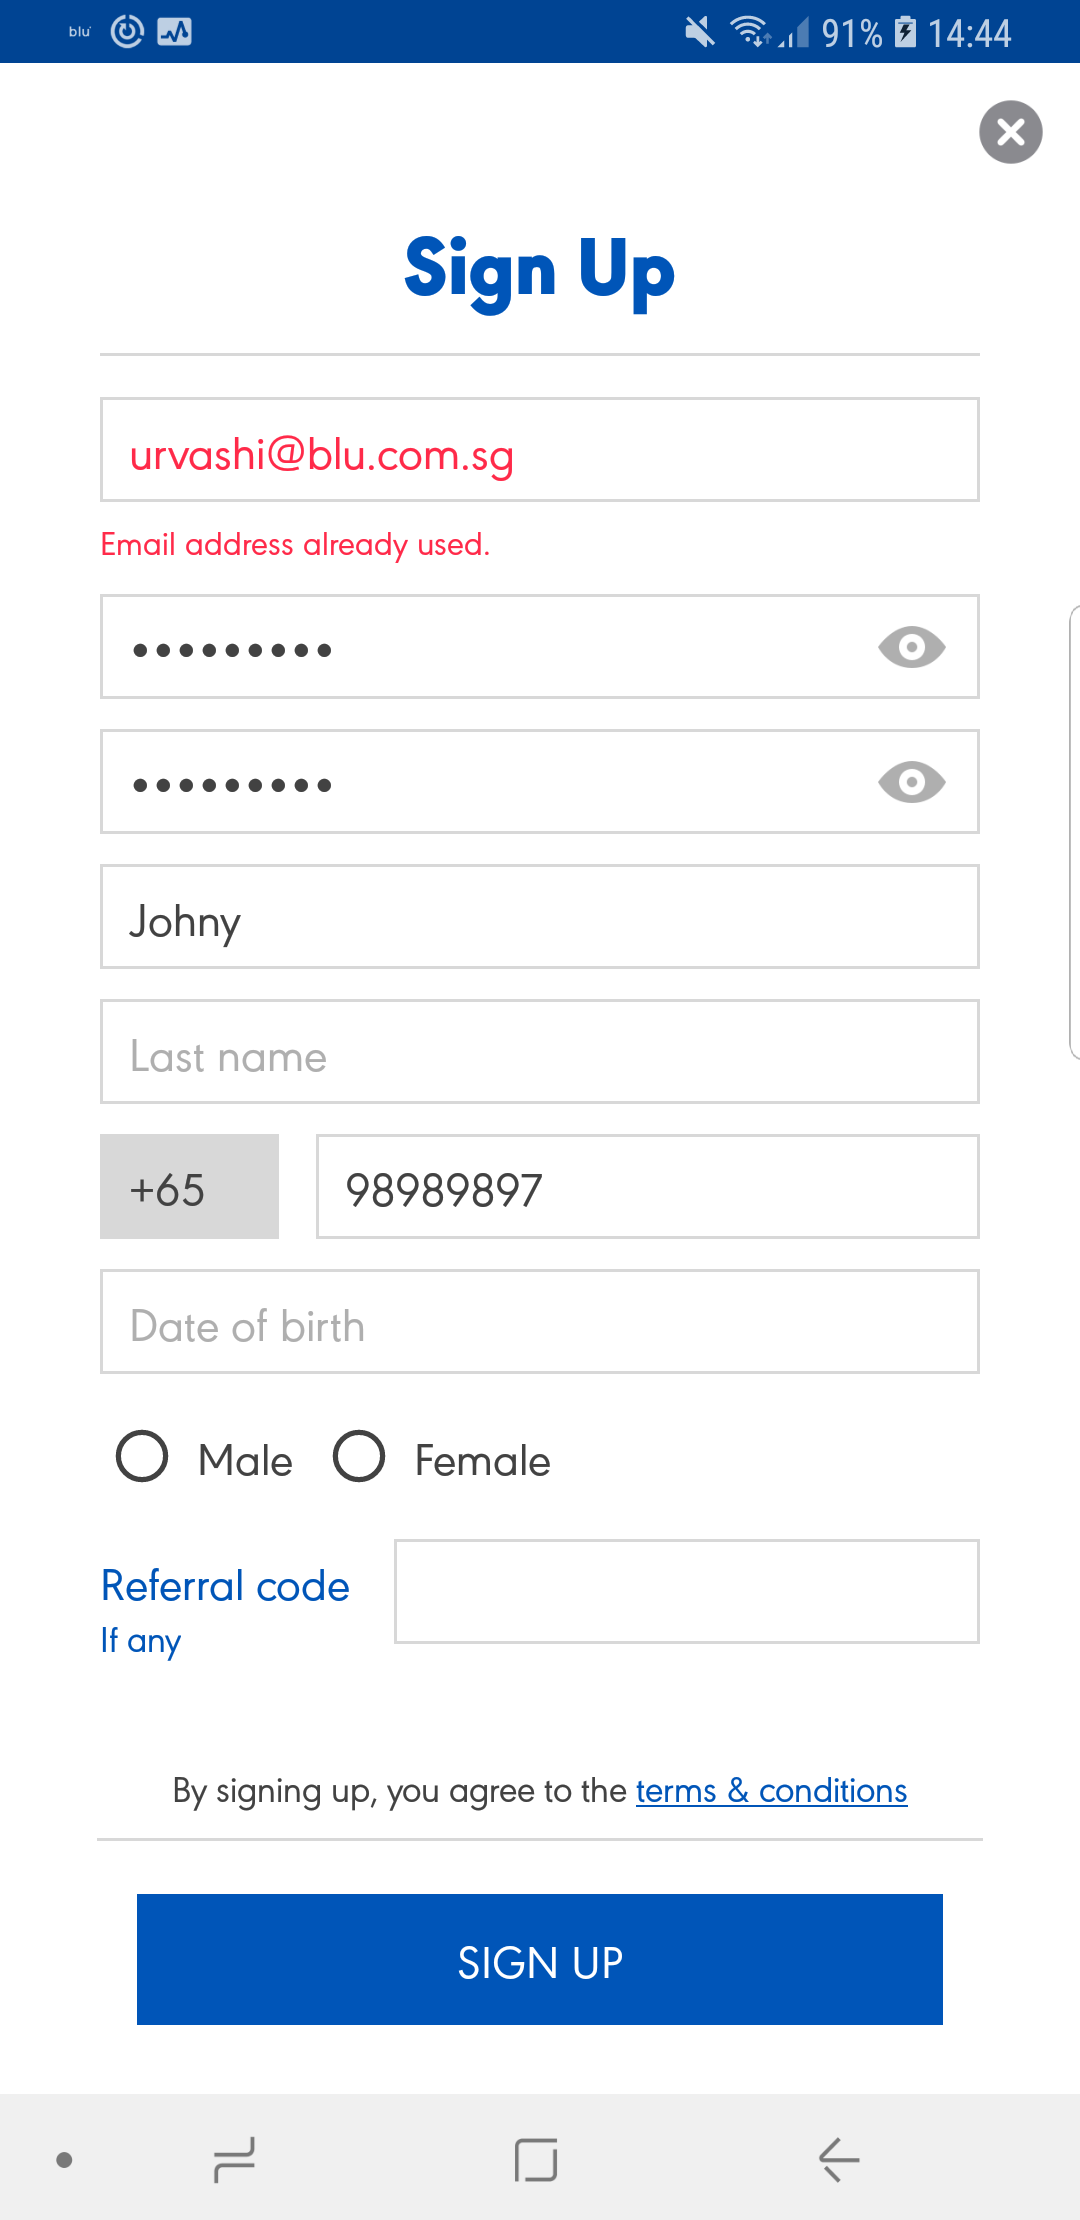 blu 91% 14:44
Sign Up
urvashi@blu.com.sg
Email address already used.
•••••••••
•••••••••
Johny
Last name
+65 98989897
Date of birth
Male Female
Referral code
If any
By signing up, you agree to the terms & conditions
SIGN UP